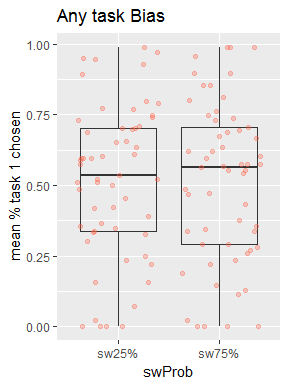 Any task Bias
mean % task 1 chosen
1.00
0.75
0.50
0.25
0.00
sw25%
sw75%
swProb